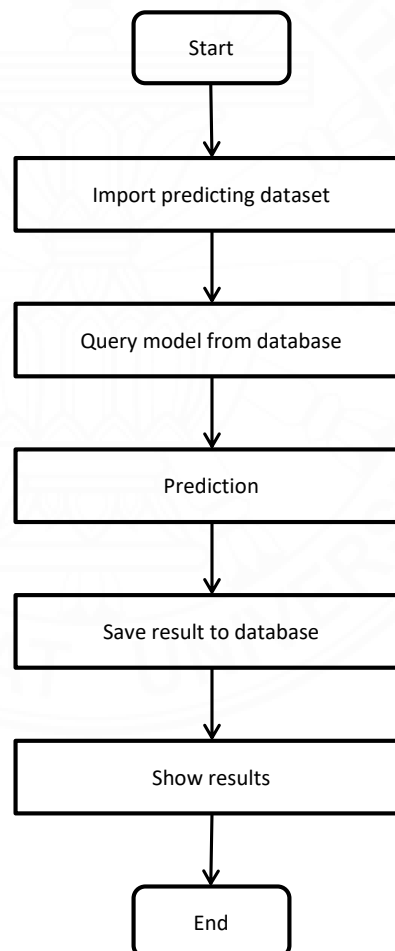 Start
Import predicting dataset
Query model from database
Prediction
Save result to database
Show results
End